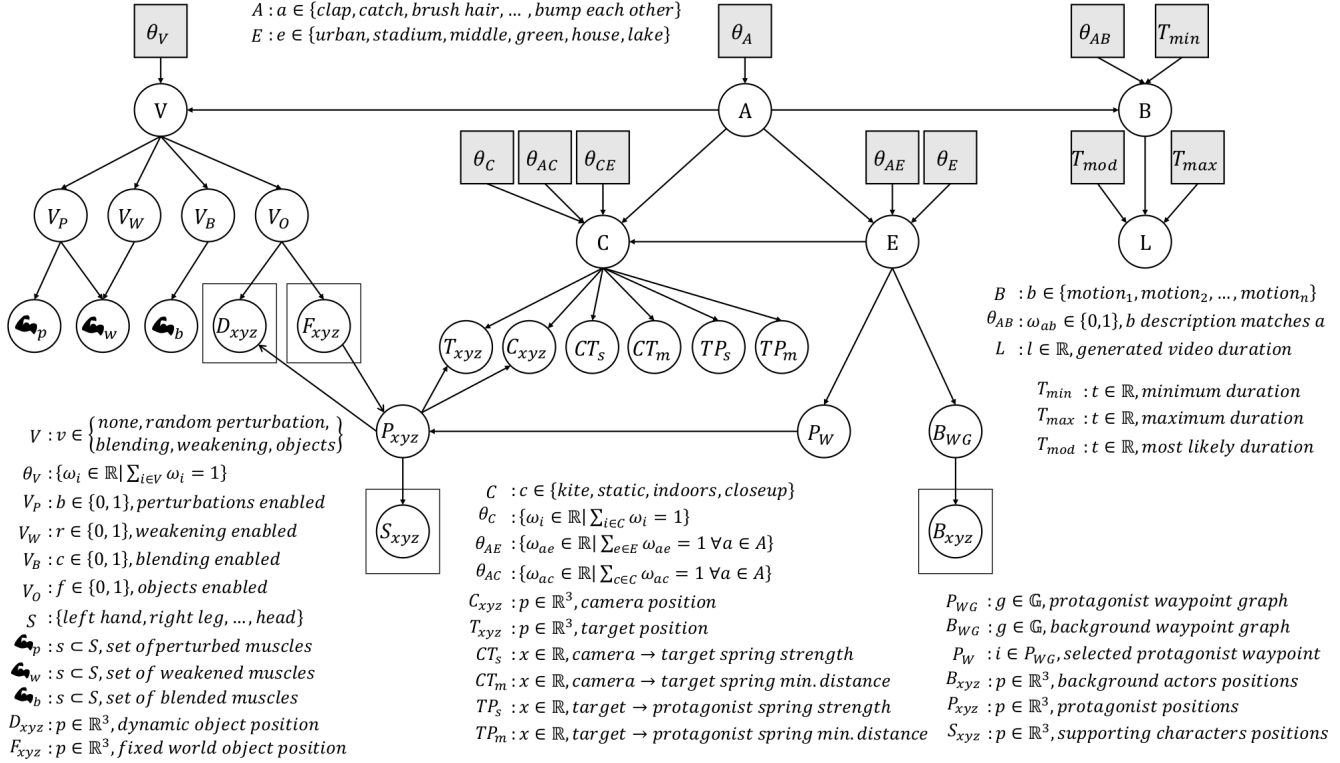 A : a ∈ {clap, catch, brush hair, … , bump each other}
E : e ∈ {urban, stadium, middle, green, house, lake}
θ_V
θ_A
θ_AB
T_min
V
A
B
θ_C
θ_AC
θ_CE
θ_AE
θ_E
T_mod
T_max
V_P
V_W
V_B
V_O
C
E
L
p
w
b
D_xyz
F_xyz
T_xyz
C_xyz
CT_s
CT_m
TP_s
TP_m
P_xyz
P_W
B_WG
S_xyz
B_xyz
B : b ∈ {motion_1, motion_2, …, motion_n}
θ_AB : ω_ab ∈ {0,1}, b description matches a
L : l ∈ ℝ, generated video duration
T_min : t ∈ ℝ, minimum duration
T_max : t ∈ ℝ, maximum duration
T_mod : t ∈ ℝ, most likely duration
V : v ∈ {none, random perturbation,
blending, weakening, objects}
θ_V : {ω_i ∈ ℝ| ∑_{i∈V} ω_i = 1}
V_P : b ∈ {0, 1}, perturbations enabled
V_W : r ∈ {0, 1}, weakening enabled
V_B : c ∈ {0, 1}, blending enabled
V_O : f ∈ {0, 1}, objects enabled
S : {left hand, right leg, …, head}
p : s ⊂ S, set of perturbed muscles
w : s ⊂ S, set of weakened muscles
b : s ⊂ S, set of blended muscles
D_xyz : p ∈ ℝ³, dynamic object position
F_xyz : p ∈ ℝ³, fixed world object position
C : c ∈ {kite, static, indoors, closeup}
θ_C : {ω_i ∈ ℝ| ∑_{i∈C} ω_i = 1}
θ_AE : {ω_ae ∈ ℝ| ∑_{e∈E} ω_ae = 1 ∀a ∈ A}
θ_AC : {ω_ac ∈ ℝ| ∑_{c∈C} ω_ac = 1 ∀a ∈ A}
C_xyz : p ∈ ℝ³, camera position
T_xyz : p ∈ ℝ³, target position
CT_s : x ∈ ℝ, camera → target spring strength
CT_m : x ∈ ℝ, camera → target spring min. distance
TP_s : x ∈ ℝ, target → protagonist spring strength
TP_m : x ∈ ℝ, target → protagonist spring min. distance
P_WG : g ∈ 𝔾, protagonist waypoint graph
B_WG : g ∈ 𝔾, background waypoint graph
P_W : i ∈ P_WG, selected protagonist waypoint
B_xyz : p ∈ ℝ³, background actors positions
P_xyz : p ∈ ℝ³, protagonist positions
S_xyz : p ∈ ℝ³, supporting characters positions